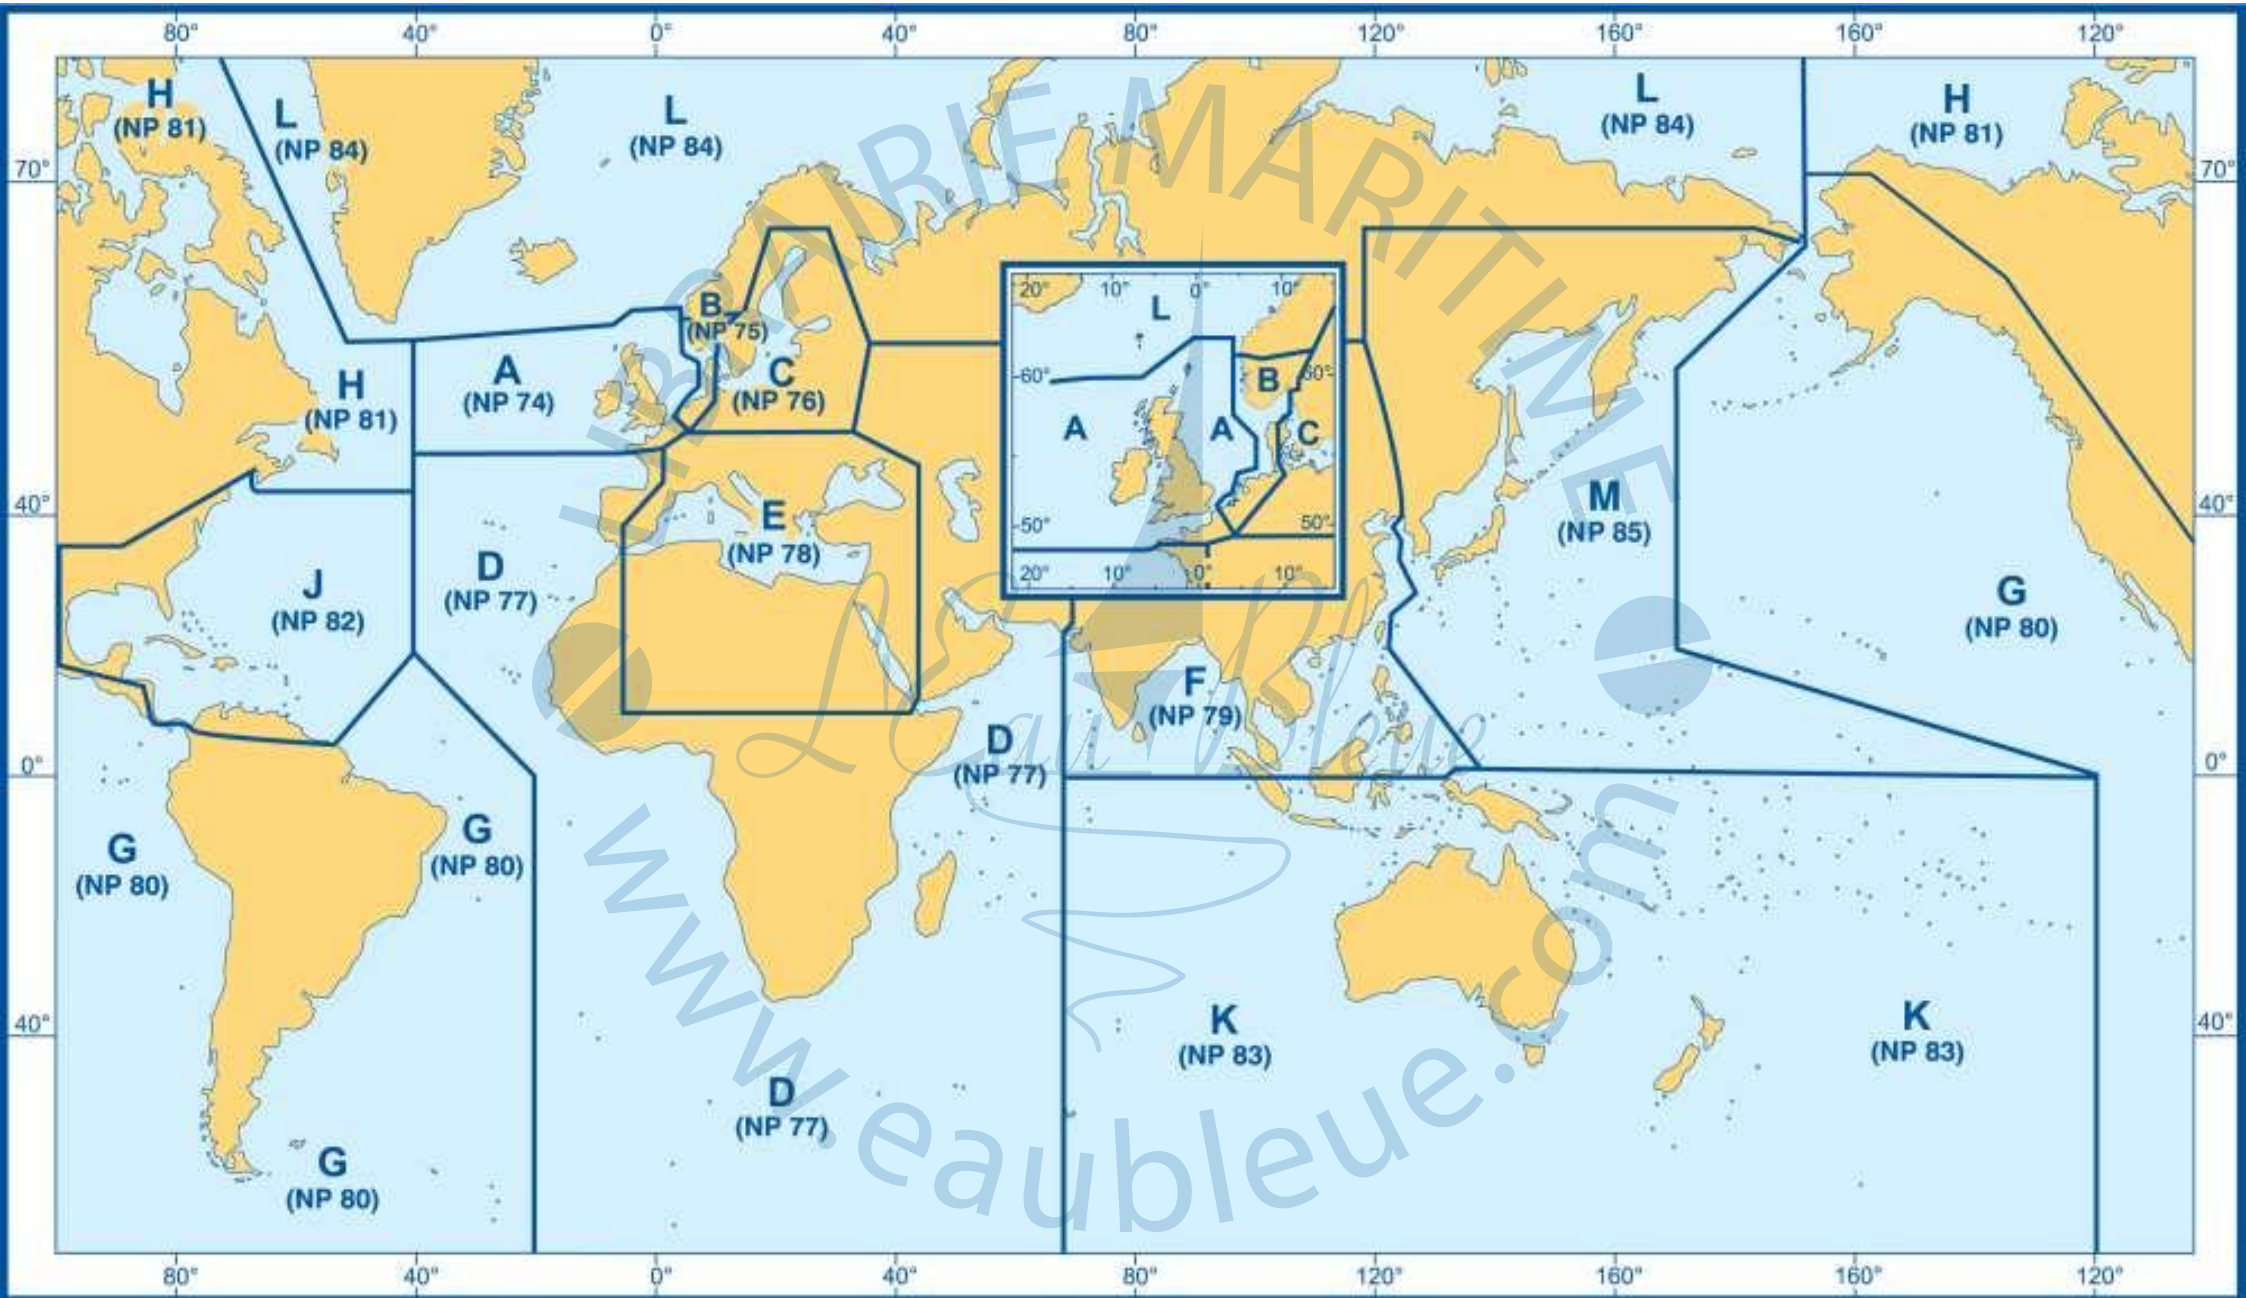 80° 40° 0° 40° 80° 120° 160° 160° 120°
H
(NP 81)
L
(NP 84)
L
(NP 84)
L
(NP 84)
H
(NP 81)
70°
70°
LIBRAIRIE MARITIME
20° 10° 0° 10°
L
60°
60°
A
A
B
C
50°
50°
20° 10° 0° 10°
B
(NP 75)
H
(NP 81)
A
(NP 74)
C
(NP 76)
40°
40°
M
(NP 85)
E
(NP 78)
D
(NP 77)
J
(NP 82)
G
(NP 80)
L'Eau Bleue
F
(NP 79)
D
(NP 77)
0°
0°
G
(NP 80)
G
(NP 80)
K
(NP 83)
K
(NP 83)
40°
40°
D
(NP 77)
G
(NP 80)
www.eaubleue.com
80° 40° 0° 40° 80° 120° 160° 160° 120°